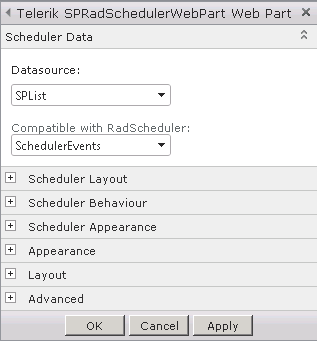 Telerik SPRadSchedulerWebPart Web Part
Scheduler Data
Datasource:
SPList
Compatible with RadScheduler:
SchedulerEvents
Scheduler Layout
Scheduler Behaviour
Scheduler Appearance
Appearance
Layout
Advanced
OK Cancel Apply